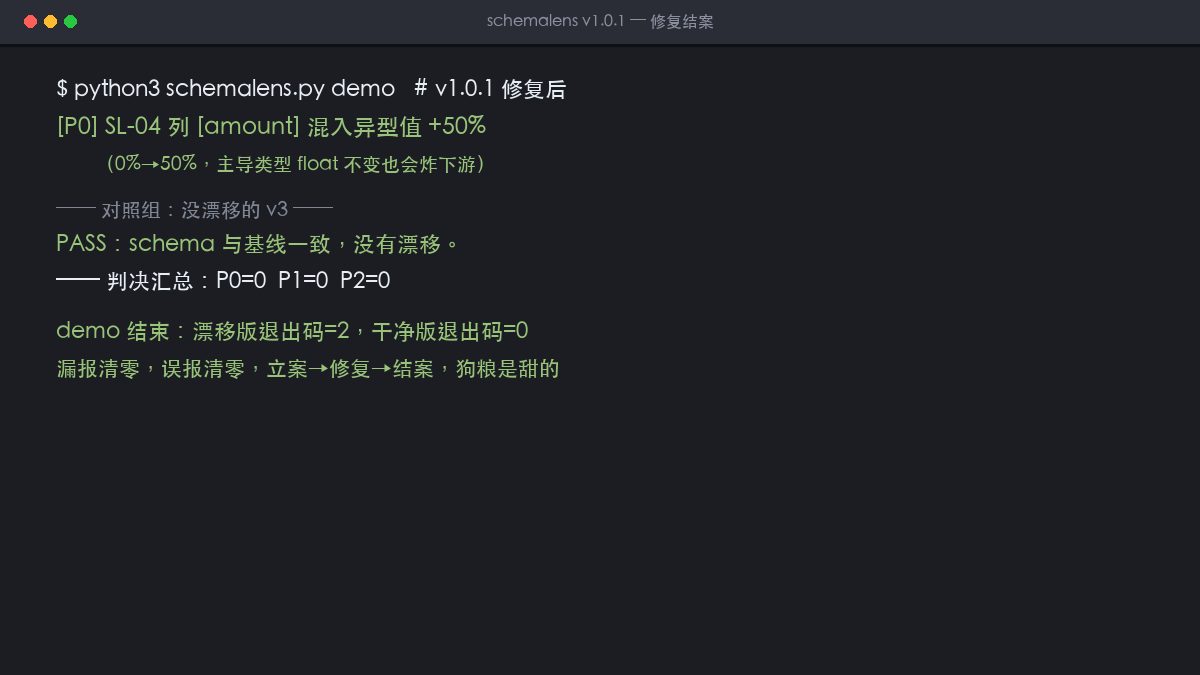 schemalens v1.0.1 — 修复结案
$ python3 schemalens.py demo   # v1.0.1 修复后
[P0] SL-04 列 [amount] 混入异型值 +50%
（0%→50%，主导类型 float 不变也会炸下游）
—— 对照组：没漂移的 v3 ——
PASS：schema 与基线一致，没有漂移。
—— 判决汇总：P0=0  P1=0  P2=0
demo 结束：漂移版退出码=2，干净版退出码=0
漏报清零，误报清零，立案→修复→结案，狗粮是甜的